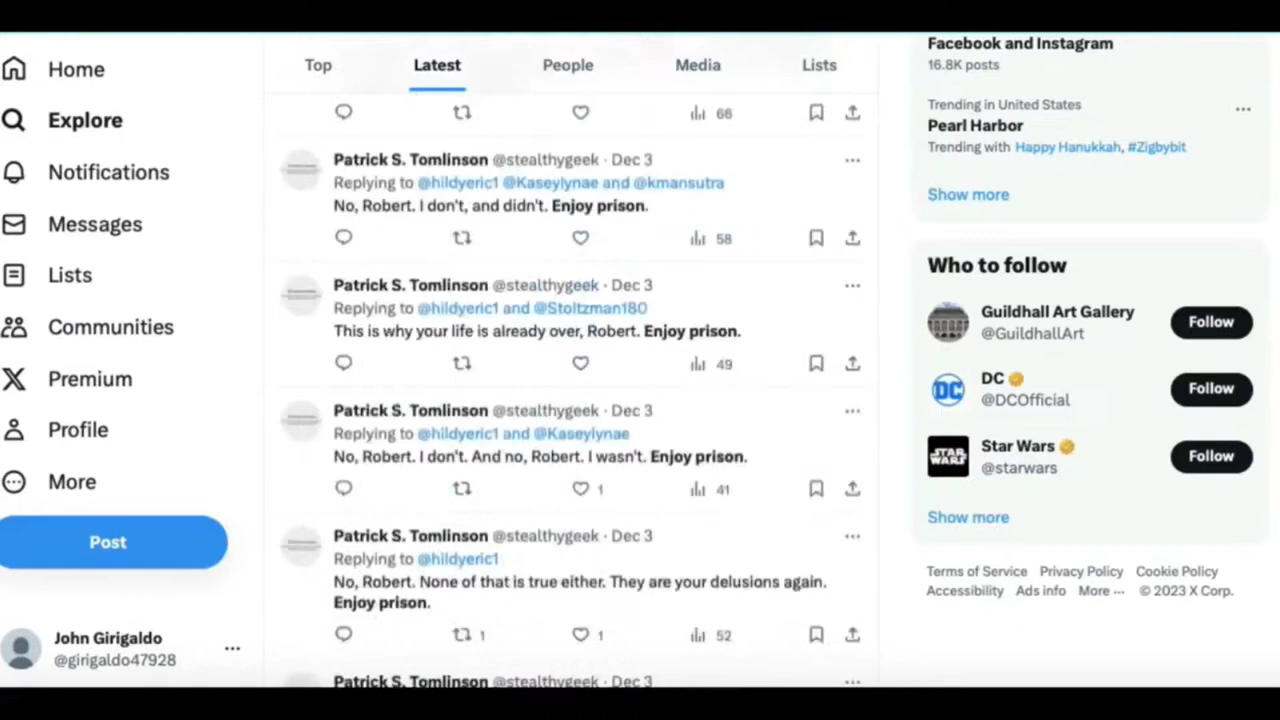 Home
Explore
Notifications
Messages
Lists
Communities
Premium
Profile
More
Post
John Girigaldo
@girigaldo47928
Top Latest People Media Lists
66
Patrick S. Tomlinson @stealthygeek · Dec 3
Replying to @hildyeric1 @Kaseylynae and @kmansutra
No, Robert. I don't, and didn't. Enjoy prison.
58
Patrick S. Tomlinson @stealthygeek · Dec 3
Replying to @hildyeric1 and @Stoltzman180
This is why your life is already over, Robert. Enjoy prison.
49
Patrick S. Tomlinson @stealthygeek · Dec 3
Replying to @hildyeric1 and @Kaseylynae
No, Robert. I don't. And no, Robert. I wasn't. Enjoy prison.
1 41
Patrick S. Tomlinson @stealthygeek · Dec 3
Replying to @hildyeric1
No, Robert. None of that is true either. They are your delusions again.
Enjoy prison.
1 1 52
Patrick S. Tomlinson @stealthygeek · Dec 3
Facebook and Instagram
16.8K posts
Trending in United States
Pearl Harbor
Trending with Happy Hanukkah, #Zigbybit
Show more
Who to follow
Guildhall Art Gallery
@GuildhallArt
Follow
DC
@DCOfficial
Follow
STAR WARS
Star Wars
@starwars
Follow
Show more
Terms of Service Privacy Policy Cookie Policy
Accessibility Ads info More ··· © 2023 X Corp.